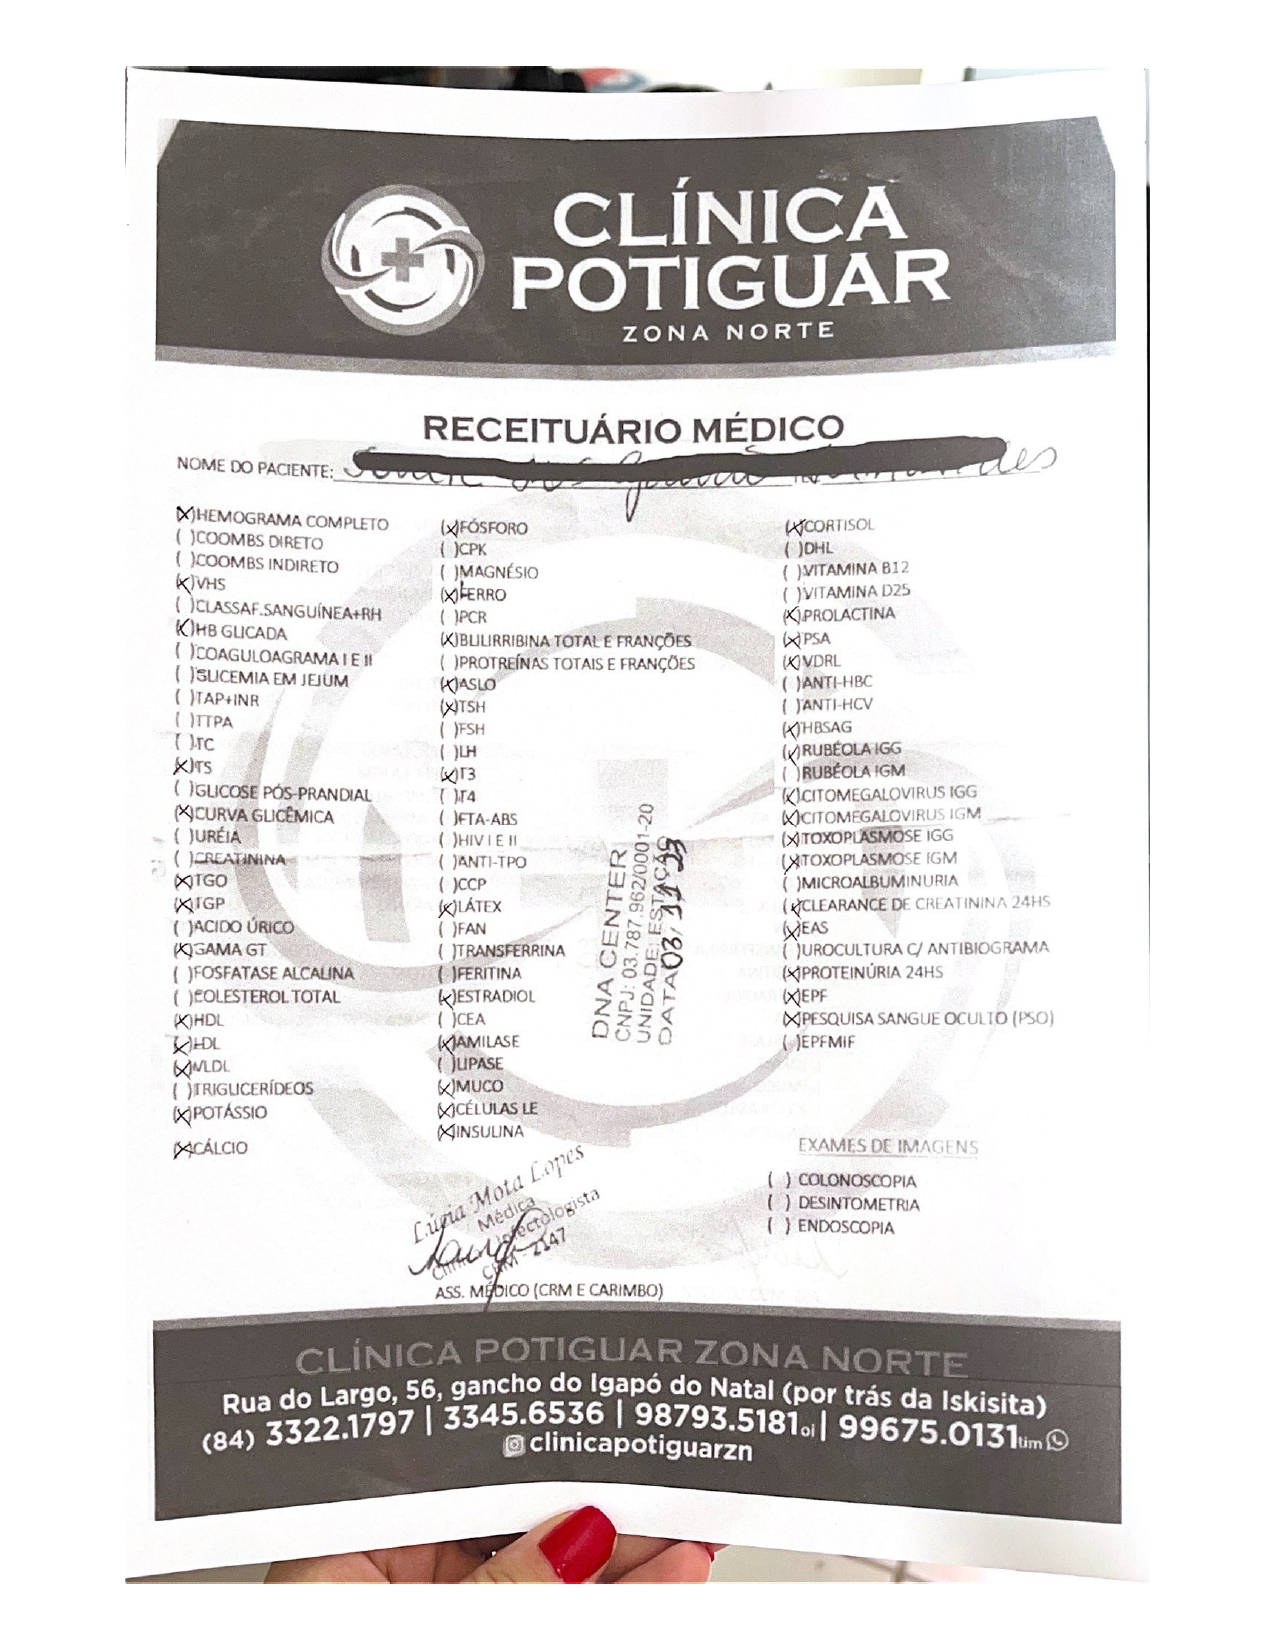 CLÍNICA
POTIGUAR
ZONA NORTE
RECEITUÁRIO MÉDICO
NOME DO PACIENTE:
(X)HEMOGRAMA COMPLETO
( )COOMBS DIRETO
( )COOMBS INDIRETO
(X)VHS
( )CLASSAF.SANGUÍNEA+RH
(X)HB GLICADA
( )COAGULOAGRAMA I E II
( )GLICEMIA EM JEJUM
( )TAP+INR
( )TTPA
( )TC
(X)TS
( )GLICOSE PÓS-PRANDIAL
(X)CURVA GLICÊMICA
( )URÉIA
( )CREATININA
(X)TGO
(X)TGP
( )ACIDO ÚRICO
(X)GAMA GT
( )FOSFATASE ALCALINA
( )COLESTEROL TOTAL
(X)HDL
(X)LDL
(X)VLDL
( )TRIGLICERÍDEOS
(X)POTÁSSIO
(X)CÁLCIO
(X)FÓSFORO
( )CPK
( )MAGNÉSIO
(X)FERRO
( )PCR
(X)BLILIRRIBINA TOTAL E FRANÇÕES
( )PROTREÍNAS TOTAIS E FRANÇÕES
(X)ASLO
(X)TSH
( )FSH
( )LH
(X)T3
( )T4
( )FTA-ABS
( )HIV I E II
( )ANTI-TPO
( )CCP
(X)LÁTEX
( )FAN
( )TRANSFERRINA
( )FERITINA
(X)ESTRADIOL
( )CEA
(X)AMILASE
( )LIPASE
(X)MUCO
(X)CÉLULAS LE
(X)INSULINA
DNA CENTER
CNPJ: 03.787.962/0001-20
UNIDADE: ESTAÇÃO
DATA 03/11 23
(X)CORTISOL
( )DHL
( )VITAMINA B12
( )VITAMINA D25
(X)PROLACTINA
(X)PSA
(X)VDRL
( )ANTI-HBC
( )ANTI-HCV
(X)HBSAG
(X)RUBÉOLA IGG
( )RUBÉOLA IGM
(X)CITOMEGALOVIRUS IGG
(X)CITOMEGALOVIRUS IGM
(X)TOXOPLASMOSE IGG
(X)TOXOPLASMOSE IGM
( )MICROALBUMINURIA
(X)CLEARANCE DE CREATININA 24HS
(X)EAS
( )UROCULTURA C/ ANTIBIOGRAMA
(X)PROTEINÚRIA 24HS
(X)EPF
(X)PESQUISA SANGUE OCULTO (PSO)
( )EPFMIF
EXAMES DE IMAGENS
( ) COLONOSCOPIA
( ) DESINTOMETRIA
( ) ENDOSCOPIA
Lúcia Mota Lopes
Médica
Infectologista
CRM - 2147
ASS. MÉDICO (CRM E CARIMBO)
CLÍNICA POTIGUAR ZONA NORTE
Rua do Largo, 56, gancho do Igapó do Natal (por trás da Iskisita)
(84) 3322.1797 | 3345.6536 | 98793.5181oi | 99675.0131tim
clinicapotiguarzn